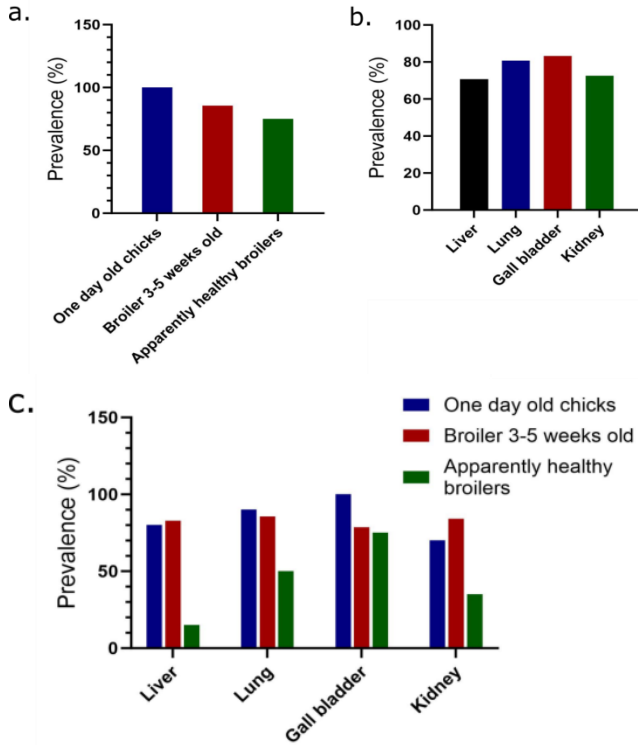 a.
Prevalence (%)
150
100
50
0
One day old chicks
Broiler 3-5 weeks old
Apparently healthy broilers
b.
Prevalence (%)
100
80
60
40
20
0
Liver
Lung
Gall bladder
Kidney
c.
Prevalence (%)
150
100
50
0
Liver
Lung
Gall bladder
Kidney
One day old chicks
Broiler 3-5 weeks old
Apparently healthy
broilers